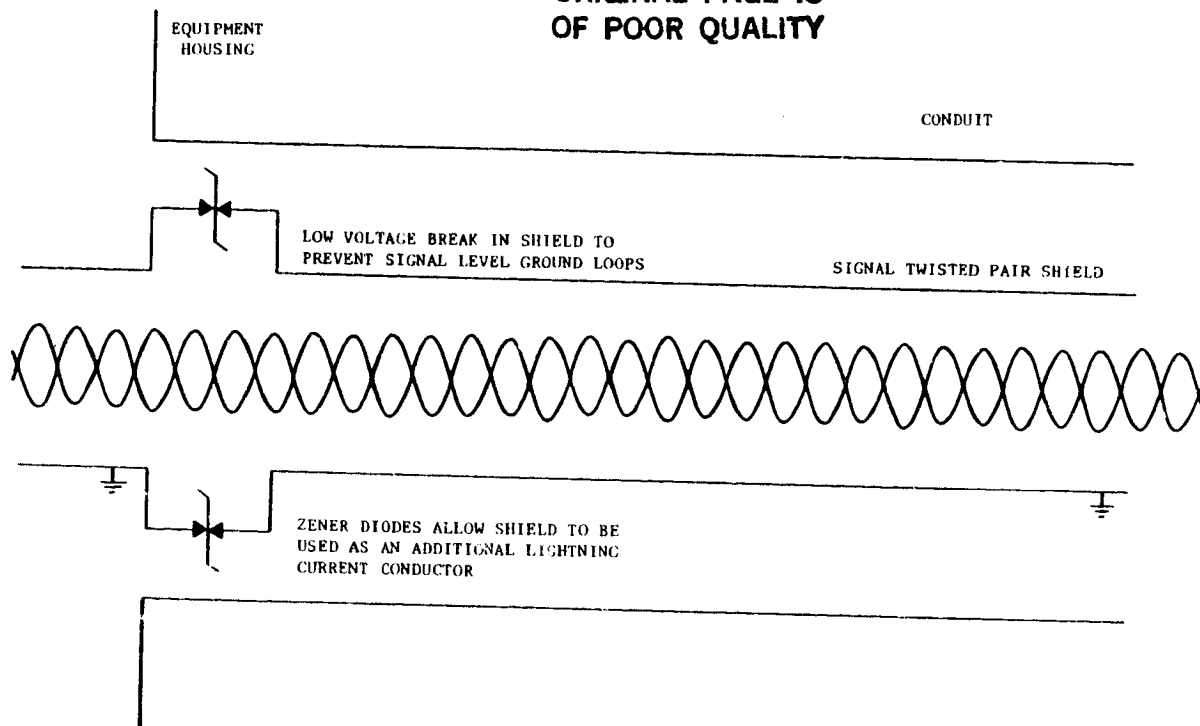 OF POOR QUALITY
EQUIPMENT
HOUSING
CONDUIT
LOW VOLTAGE BREAK IN SHIELD TO
PREVENT SIGNAL LEVEL GROUND LOOPS
SIGNAL TWISTED PAIR SHIELD
ZENER DIODES ALLOW SHIELD TO BE
USED AS AN ADDITIONAL LIGHTNING
CURRENT CONDUCTOR